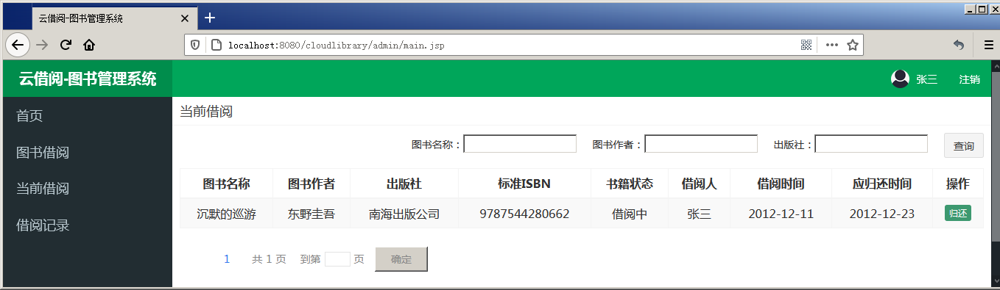 云借阅-图书管理系统
localhost:8080/cloudlibrary/admin/main.jsp
云借阅-图书管理系统 张三 注销
首页
图书借阅
当前借阅
借阅记录
当前借阅
图书名称： 图书作者： 出版社： 查询
图书名称 图书作者 出版社 标准ISBN 书籍状态 借阅人 借阅时间 应归还时间 操作
沉默的巡游 东野圭吾 南海出版公司 9787544280662 借阅中 张三 2012-12-11 2012-12-23 归还
1 共 1 页 到第 页 确定